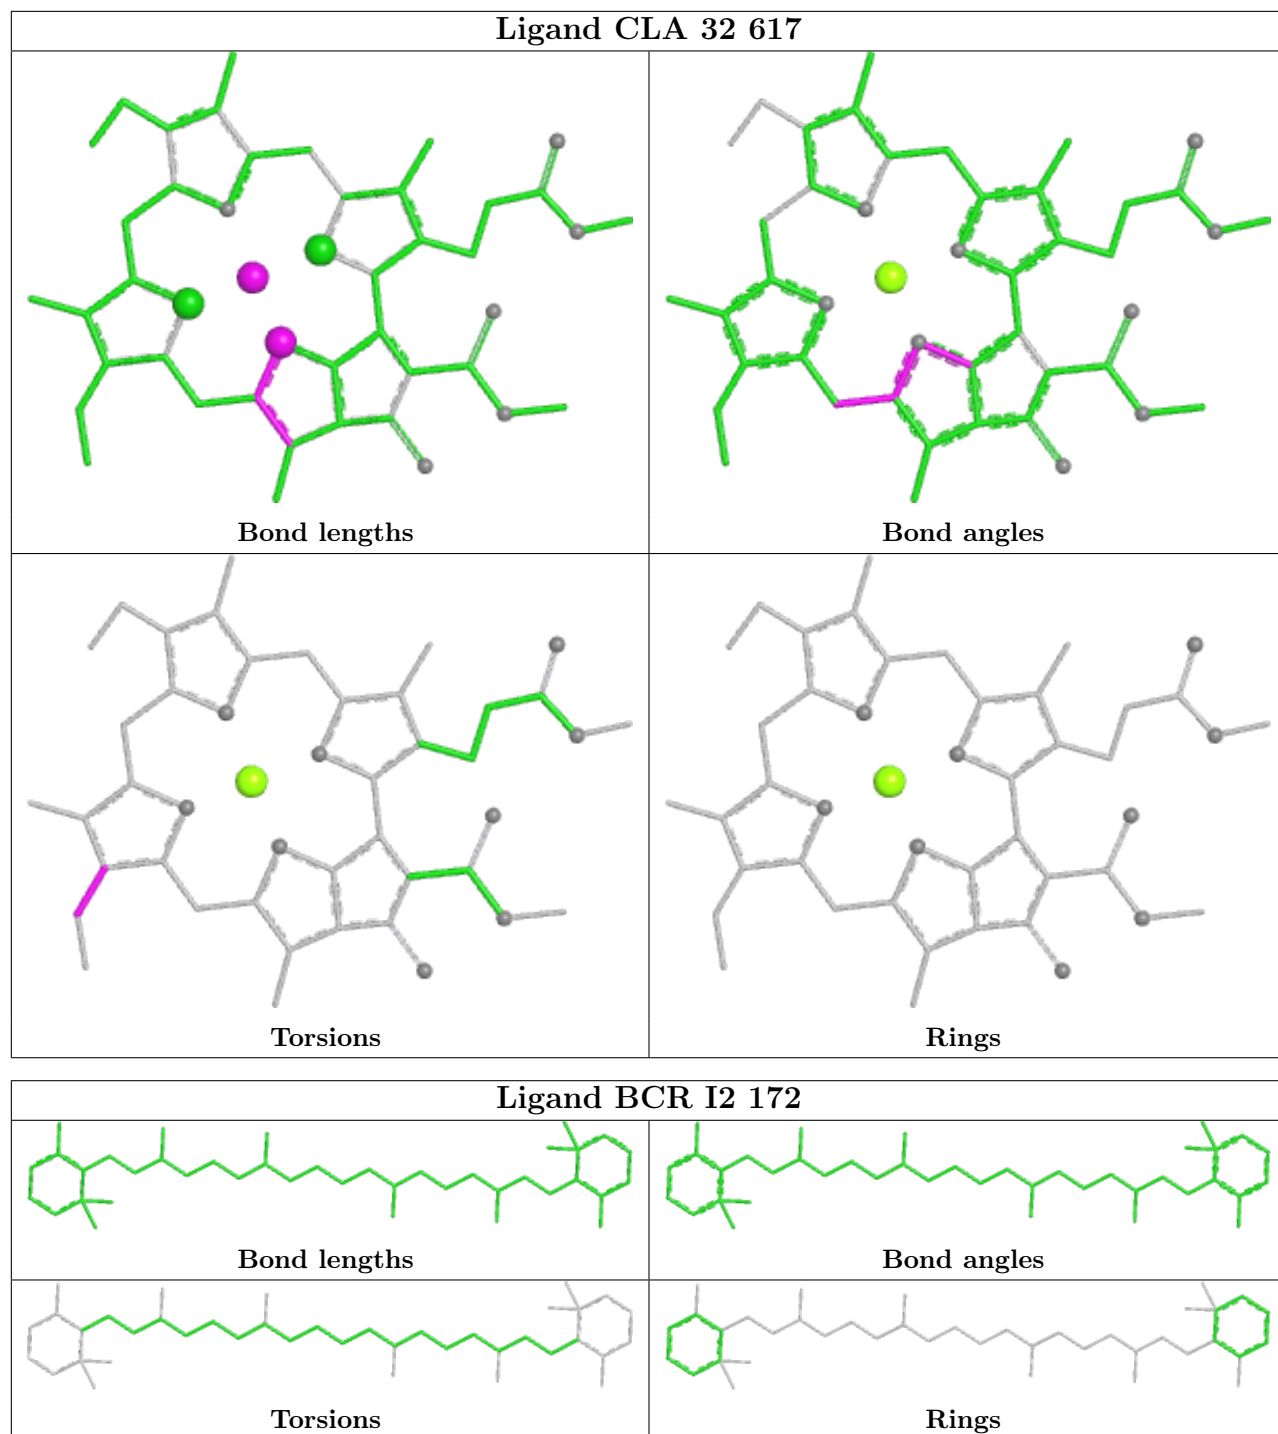 Ligand CLA 32 617
Bond lengths
Bond angles
Torsions
Rings
Ligand BCR I2 172
Bond lengths
Bond angles
Torsions
Rings